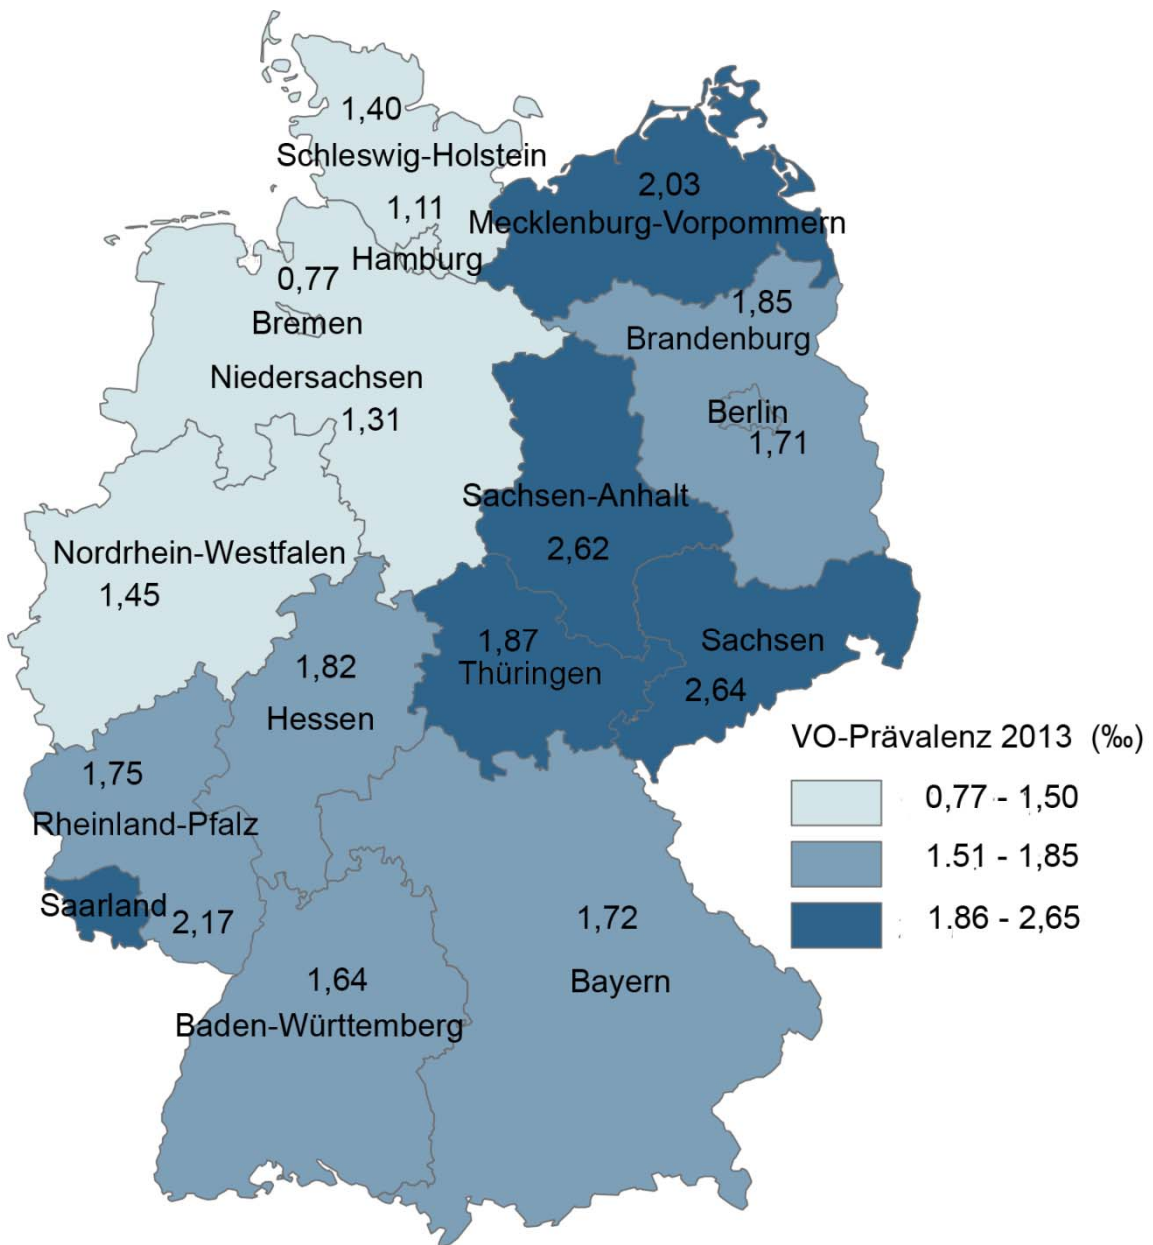 1,40
Schleswig-Holstein
1,11
Hamburg
2,03
Mecklenburg-Vorpommern
0,77
Bremen
Niedersachsen
1,31
1,85
Brandenburg
Berlin
1,71
Sachsen-Anhalt
2,62
Nordrhein-Westfalen
1,45
1,87
Thüringen
Sachsen
2,64
1,82
Hessen
1,75
Rheinland-Pfalz
Saarland
2,17
1,64
Baden-Württemberg
1,72
Bayern
VO-Prävalenz 2013 (‰)
0,77 - 1,50
1.51 - 1,85
1.86 - 2,65